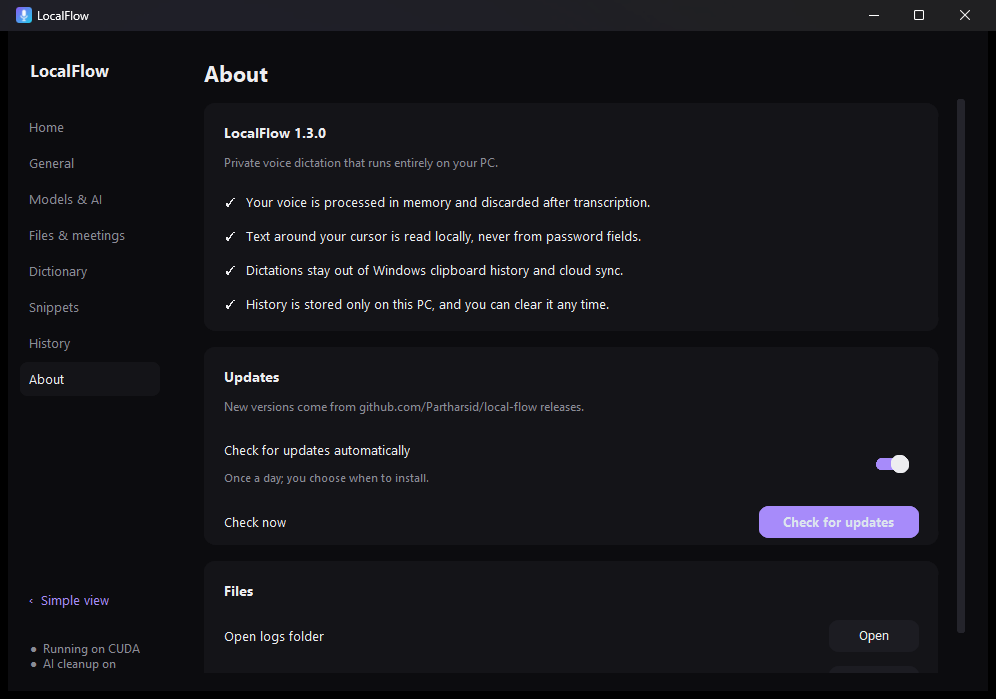 LocalFlow
LocalFlow
Home
General
Models & AI
Files & meetings
Dictionary
Snippets
History
About
‹ Simple view
● Running on CUDA
● AI cleanup on
About
LocalFlow 1.3.0
Private voice dictation that runs entirely on your PC.
✓ Your voice is processed in memory and discarded after transcription.
✓ Text around your cursor is read locally, never from password fields.
✓ Dictations stay out of Windows clipboard history and cloud sync.
✓ History is stored only on this PC, and you can clear it any time.
Updates
New versions come from github.com/Partharsid/local-flow releases.
Check for updates automatically
Once a day; you choose when to install.
Check now
Check for updates
Files
Open logs folder
Open